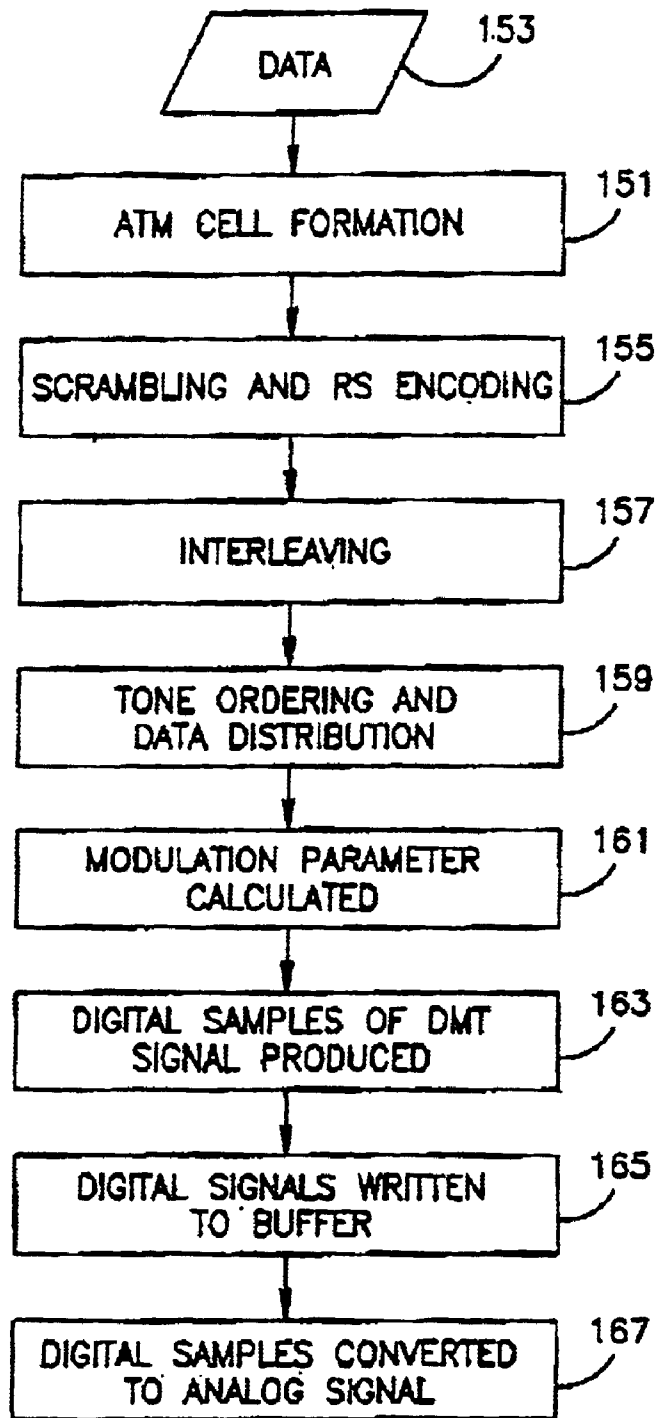 153
DATA
151
ATM CELL FORMATION
155
SCRAMBLING AND RS ENCODING
157
INTERLEAVING
159
TONE ORDERING AND
DATA DISTRIBUTION
161
MODULATION PARAMETER
CALCULATED
163
DIGITAL SAMPLES OF DMT
SIGNAL PRODUCED
165
DIGITAL SIGNALS WRITTEN
TO BUFFER
167
DIGITAL SAMPLES CONVERTED
TO ANALOG SIGNAL